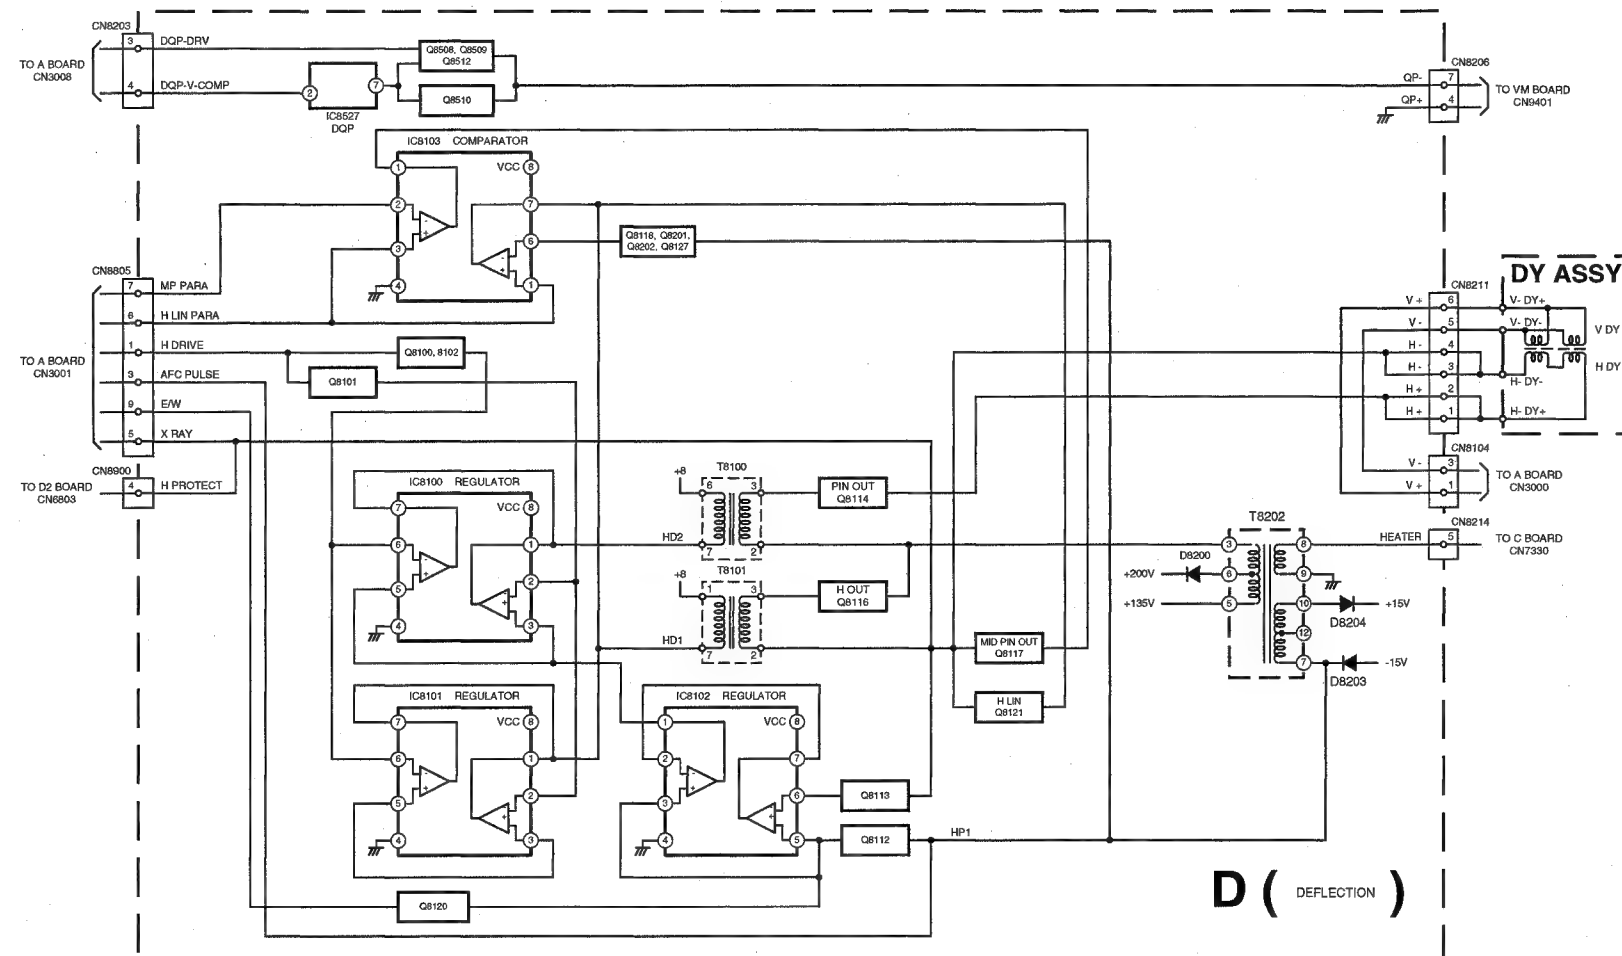 CN8203
3 DQP-DRV
TO A BOARD
CN3008
4 DQP-V-COMP
2
7
IC8527
DQP
Q8508, Q8509
Q8512
Q8510
CN8206
QP- 7
QP+ 4
TO VM BOARD
CN9401
IC8103 COMPARATOR
1
VCC 8
2
7
3
6
4
1
-
+
-
+
Q8118, Q8201,
Q8202, Q8127
CN8805
7 MP PARA
6 H LIN PARA
1 H DRIVE
3 AFC PULSE
9 E/W
5 X RAY
TO A BOARD
CN3001
Q8100, 8102
Q8101
CN8900
4 H PROTECT
TO D2 BOARD
CN6803
DY ASSY
CN8211
V + 6 V- DY+
V - 5 V- DY-
H - 4
H - 3 H- DY-
H + 2
H + 1 H- DY+
V DY
H DY
CN8104
V - 3
V + 1
TO A BOARD
CN3000
CN8214
HEATER 5
TO C BOARD
CN7330
IC8100 REGULATOR
7
VCC 8
6
1
5
2
4
3
-
+
-
+
T8100
+8
6
3
HD2
7
2
PIN OUT
Q8114
T8101
+8
1
3
HD1
7
2
H OUT
Q8116
MID PIN OUT
Q8117
H LIN
Q8121
T8202
3
8
D8200
+200V
6
9
+135V
5
10
+15V
D8204
12
7
-15V
D8203
IC8101 REGULATOR
7
VCC 8
6
1
5
2
4
3
-
+
-
+
IC8102 REGULATOR
1
VCC 8
2
7
3
6
4
5
-
+
-
+
Q8113
Q8112
HP1
Q8120
D ( DEFLECTION )